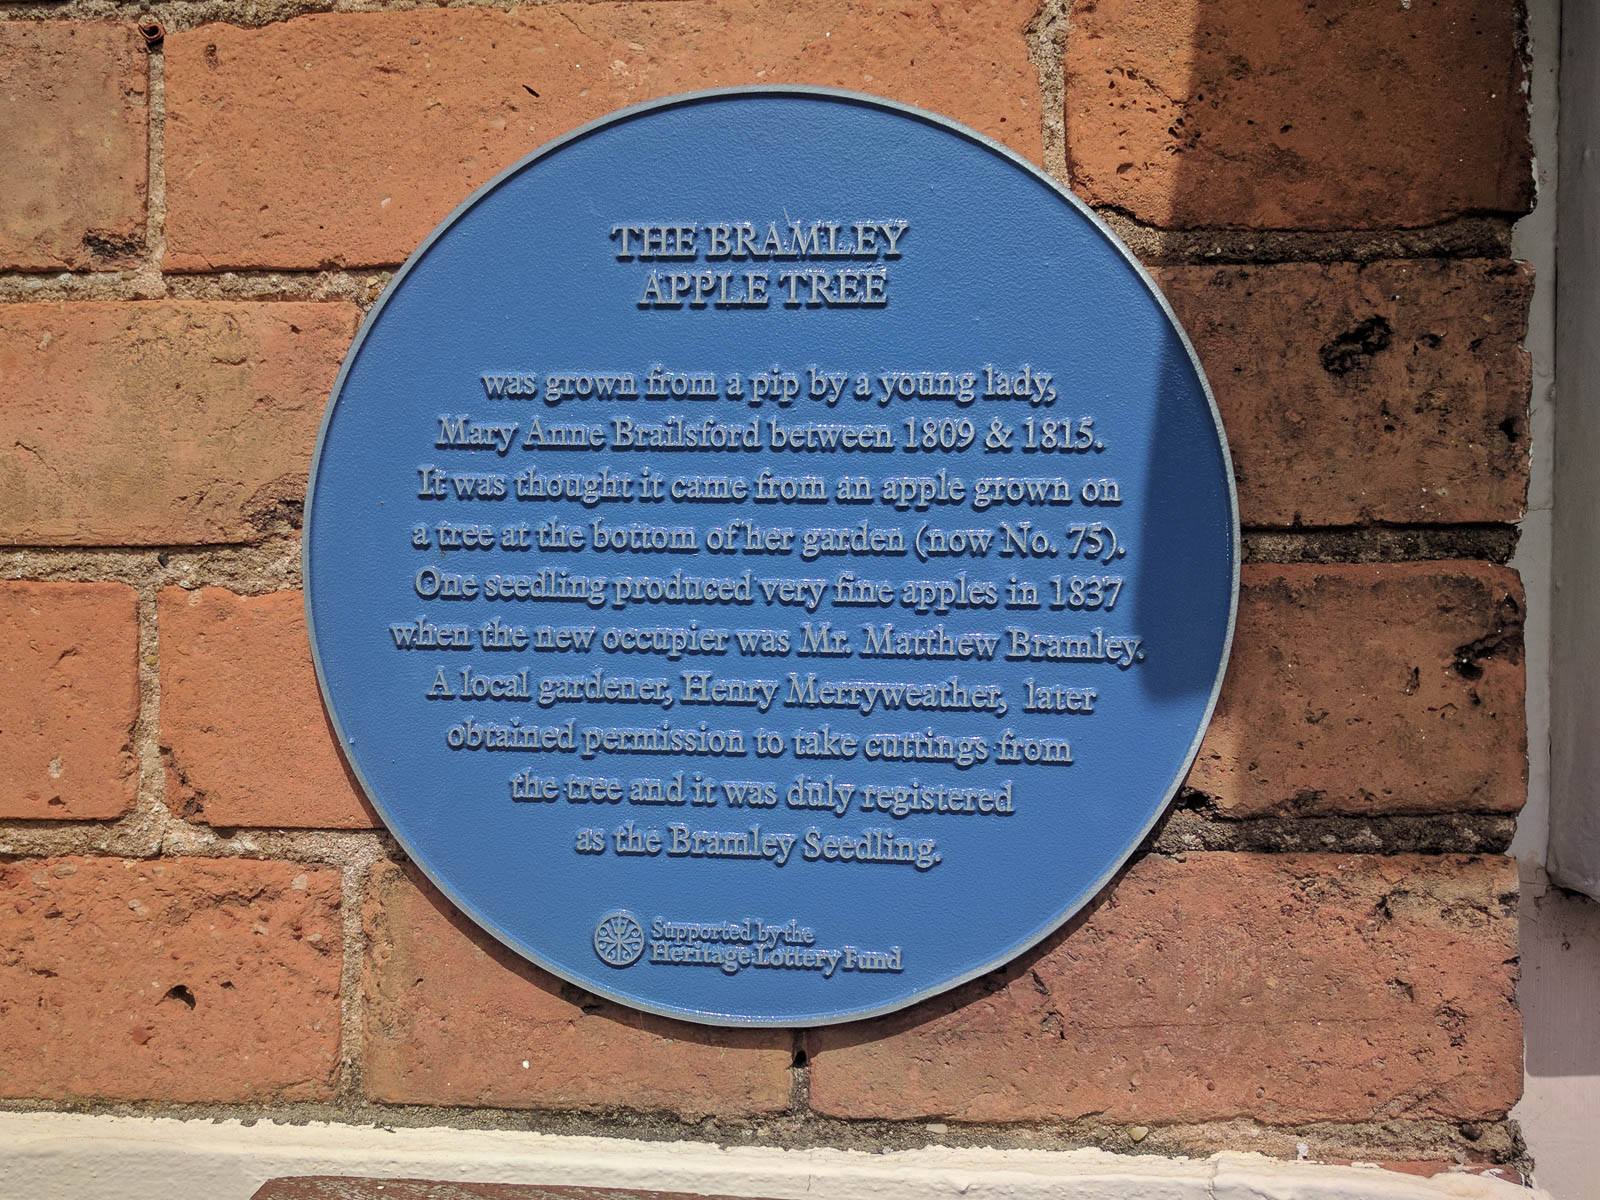 THE BRAMLEY
APPLE TREE
was grown from a pip by a young lady,
Mary Anne Brailsford between 1809 & 1815.
It was thought it came from an apple grown on
a tree at the bottom of her garden (now No. 75).
One seedling produced very fine apples in 1837
when the new occupier was Mr. Matthew Bramley.
A local gardener, Henry Merryweather, later
obtained permission to take cuttings from
the tree and it was duly registered
as the Bramley Seedling.
Supported by the
Heritage Lottery Fund